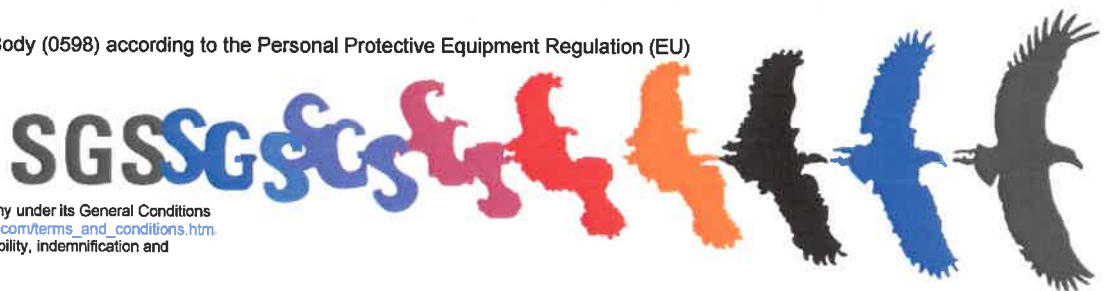 Body (0598) according to the Personal Protective Equipment Regulation (EU)
SGSSGSSGSSGS
ny under its General Conditions
com/terms_and_conditions.htm.
bility, indemnification and